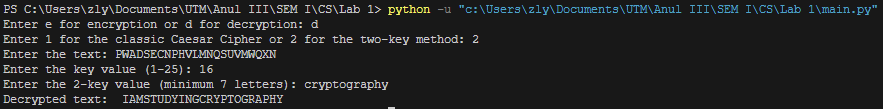 PS C:\Users\zly\Documents\UTM\Anul III\SEM I\CS\Lab 1> python -u "c:\Users\zly\Documents\UTM\Anul III\SEM I\CS\Lab 1\main.py"
Enter e for encryption or d for decryption: d
Enter 1 for the classic Caesar Cipher or 2 for the two-key method: 2
Enter the text: PWADSECNPHVLMNQSUVMWQXN
Enter the key value (1-25): 16
Enter the 2-key value (minimum 7 letters): cryptography
Decrypted text:  IAMSTUDYINGCRYPTOGRAPHY